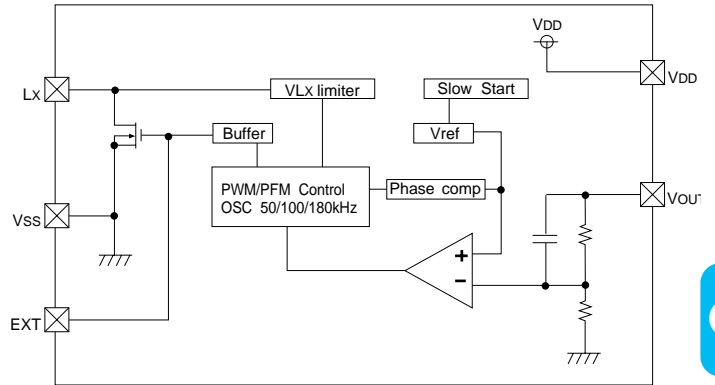 VDD
LX
VLX limiter
Slow Start
VDD
Buffer
Vref
PWM/PFM Control
OSC 50/100/180kHz
Phase comp
VOUT
VSS
+
−
EXT